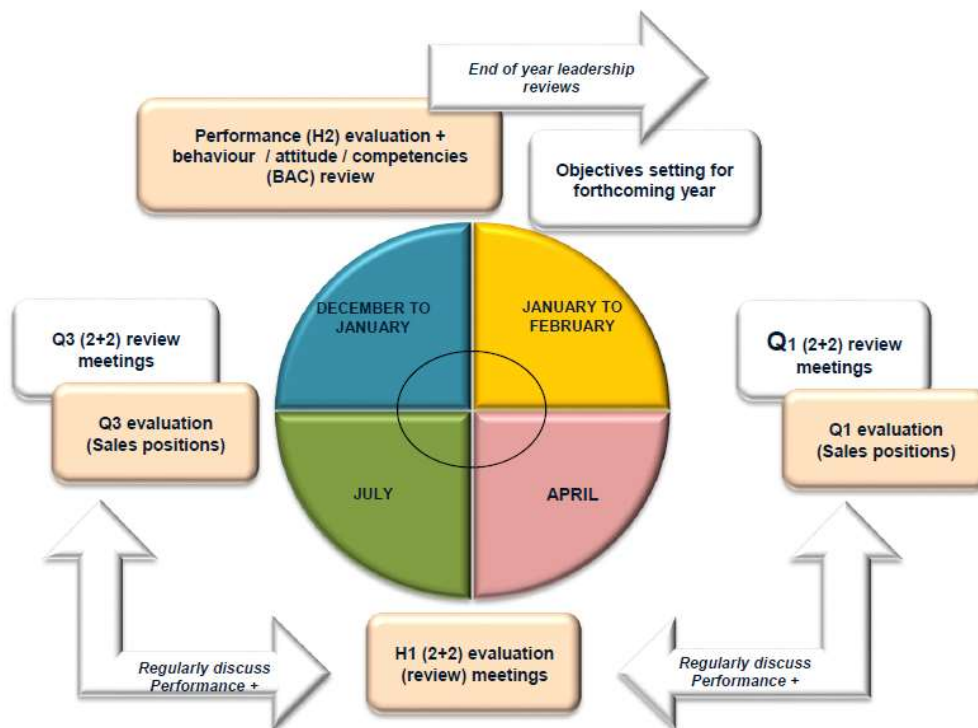 End of year leadership
reviews
Performance (H2) evaluation +
behaviour / attitude / competencies
(BAC) review
Objectives setting for
forthcoming year
DECEMBER TO
JANUARY
JANUARY TO
FEBRUARY
Q3 (2+2) review
meetings
Q1 (2+2) review
meetings
Q3 evaluation
(Sales positions)
Q1 evaluation
(Sales positions)
JULY
APRIL
H1 (2+2) evaluation
(review) meetings
Regularly discuss
Performance +
Regularly discuss
Performance +